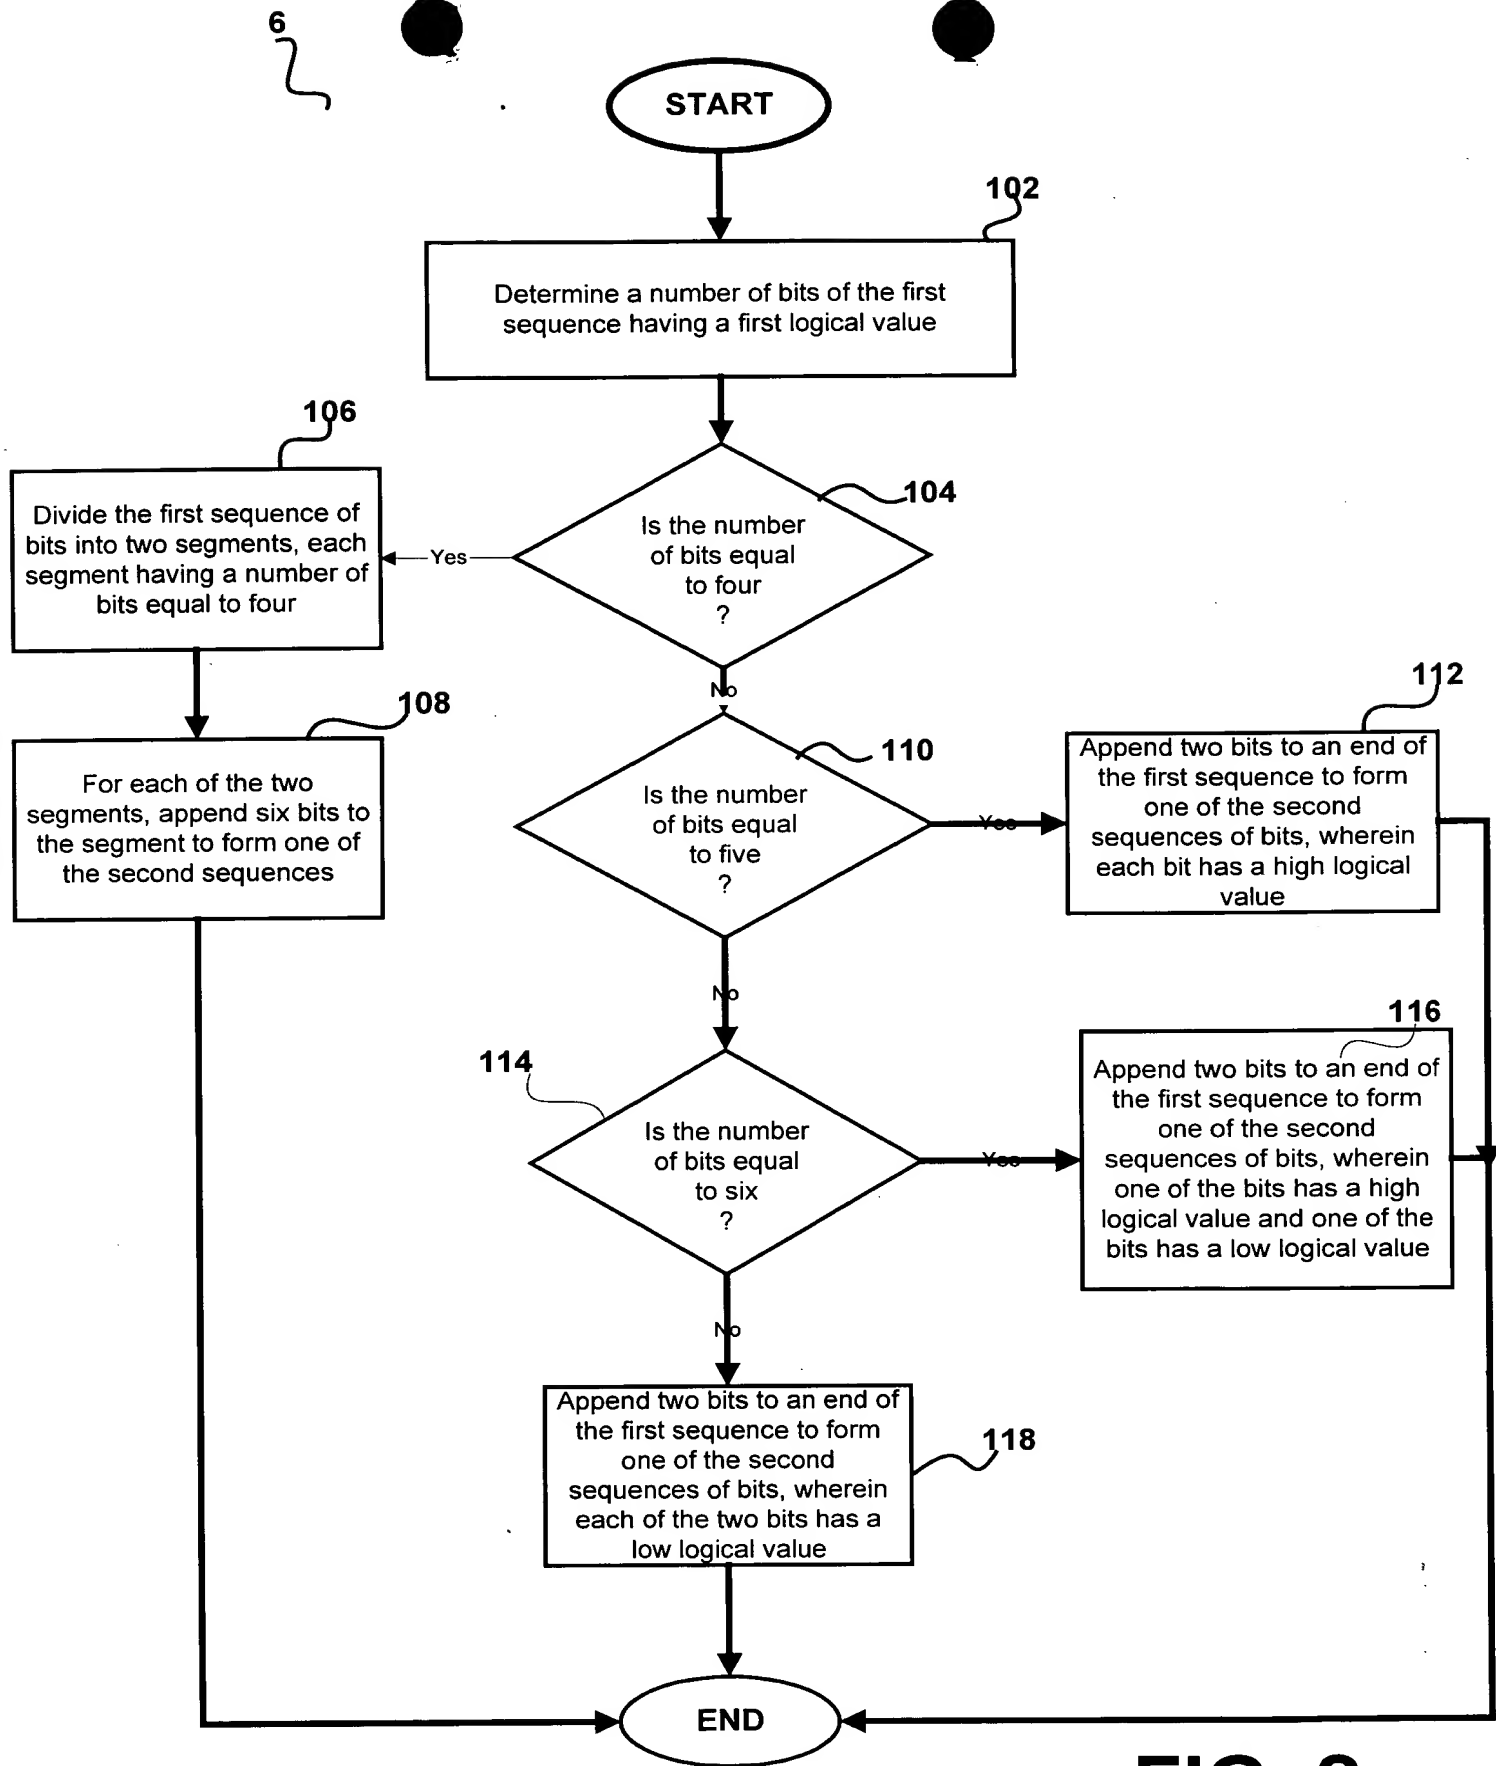 6
START
102
Determine a number of bits of the first
sequence having a first logical value
106
Divide the first sequence of
bits into two segments, each
segment having a number of
bits equal to four
Yes
104
Is the number
of bits equal
to four
?
No
108
For each of the two
segments, append six bits to
the segment to form one of
the second sequences
110
Is the number
of bits equal
to five
?
Yes
112
Append two bits to an end of
the first sequence to form
one of the second
sequences of bits, wherein
each bit has a high logical
value
No
114
Is the number
of bits equal
to six
?
Yes
116
Append two bits to an end of
the first sequence to form
one of the second
sequences of bits, wherein
one of the bits has a high
logical value and one of the
bits has a low logical value
No
118
Append two bits to an end of
the first sequence to form
one of the second
sequences of bits, wherein
each of the two bits has a
low logical value
END